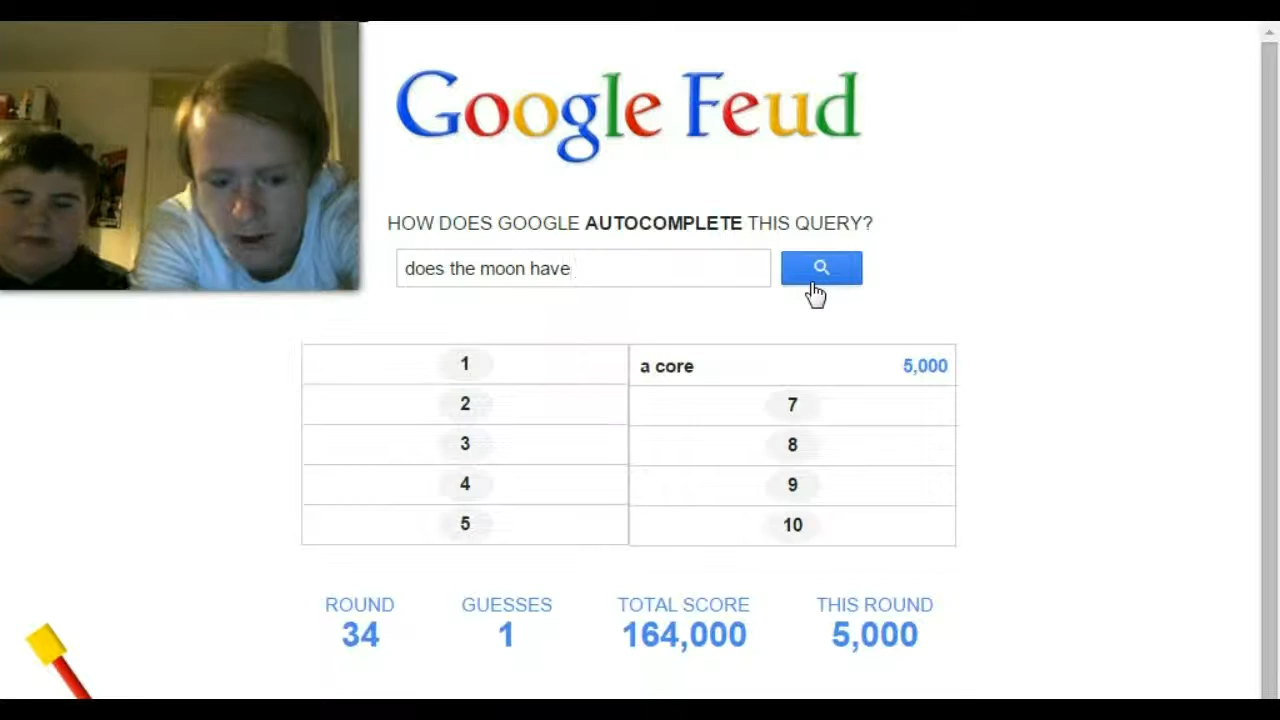 Google Feud
HOW DOES GOOGLE AUTOCOMPLETE THIS QUERY?
does the moon have
1
a core 5,000
2
7
3
8
4
9
5
10
ROUND GUESSES TOTAL SCORE THIS ROUND
34 1 164,000 5,000